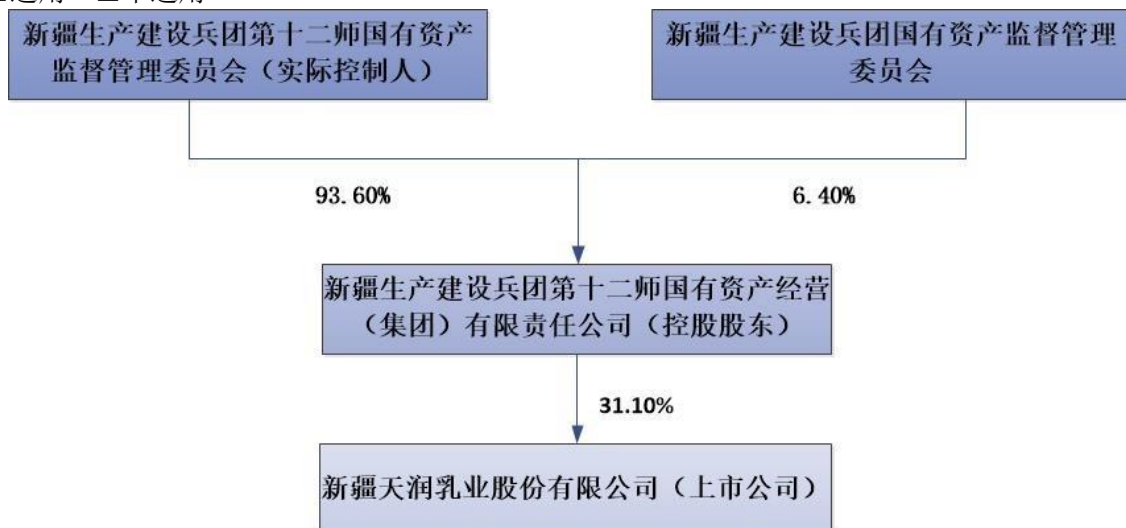 新疆生产建设兵团第十二师国有资产
监督管理委员会（实际控制人）
新疆生产建设兵团国有资产监督管理
委员会
93.60%
6.40%
新疆生产建设兵团第十二师国有资产经营
（集团）有限责任公司（控股股东）
31.10%
新疆天润乳业股份有限公司（上市公司）